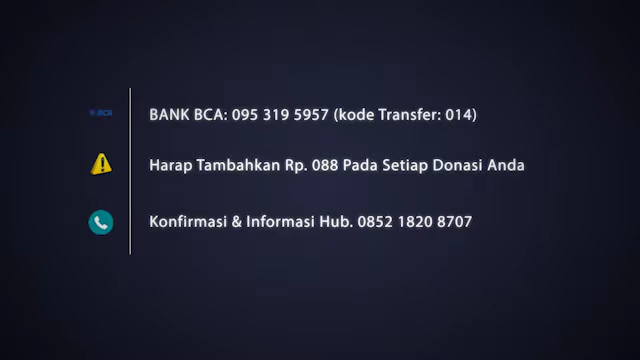 BCA
BANK BCA: 095 319 5957 (kode Transfer: 014)
Harap Tambahkan Rp. 088 Pada Setiap Donasi Anda
Konfirmasi & Informasi Hub. 0852 1820 8707